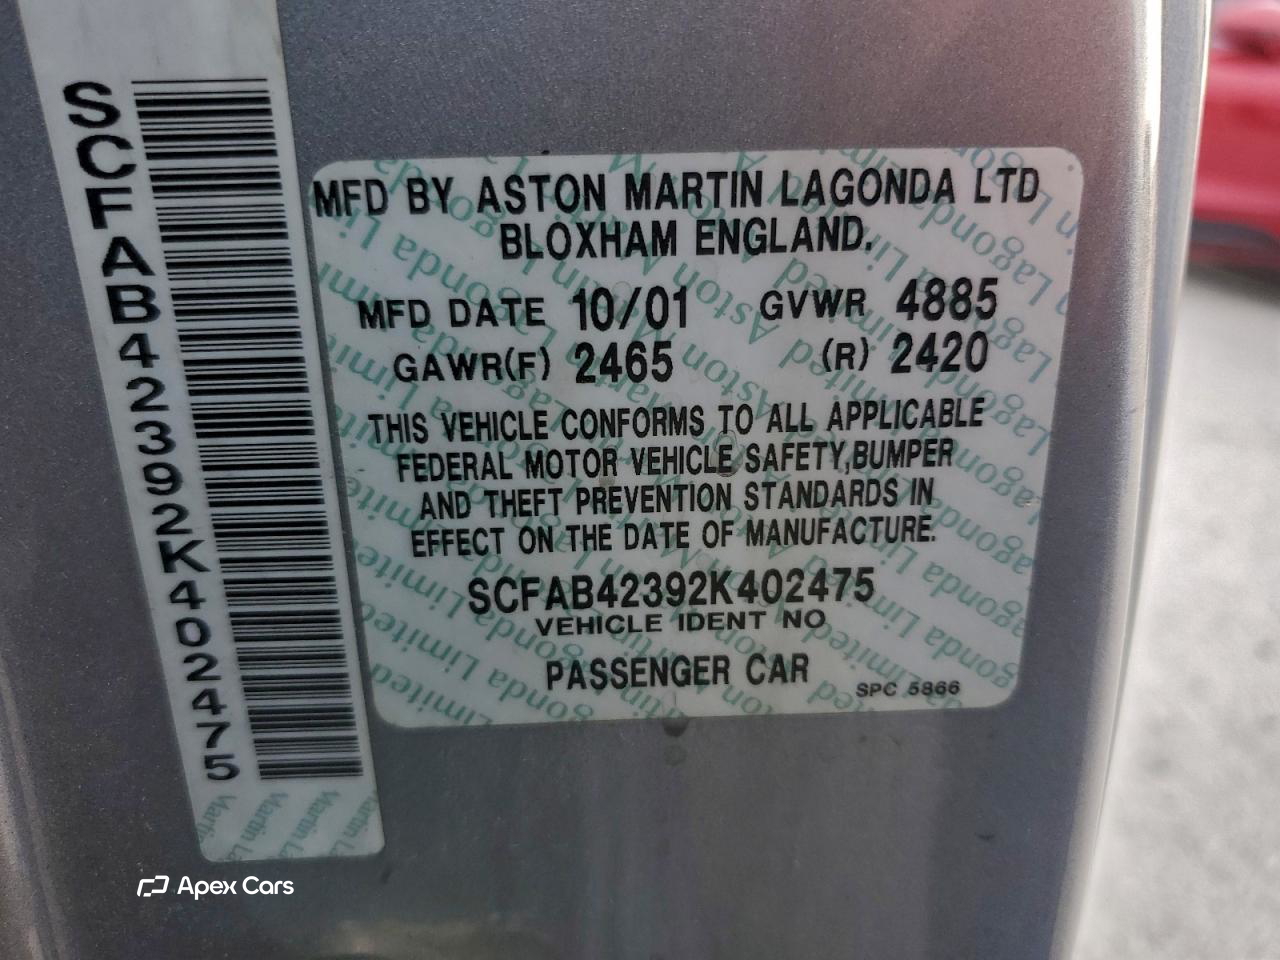 SCFAB42392K402475
MFD BY ASTON MARTIN LAGONDA LTD
BLOXHAM ENGLAND.
MFD DATE 10/01 GVWR 4885
GAWR(F) 2465 (R) 2420
THIS VEHICLE CONFORMS TO ALL APPLICABLE
FEDERAL MOTOR VEHICLE SAFETY,BUMPER
AND THEFT PREVENTION STANDARDS IN
EFFECT ON THE DATE OF MANUFACTURE.
SCFAB42392K402475
VEHICLE IDENT NO
PASSENGER CAR
SPC 5866
Apex Cars